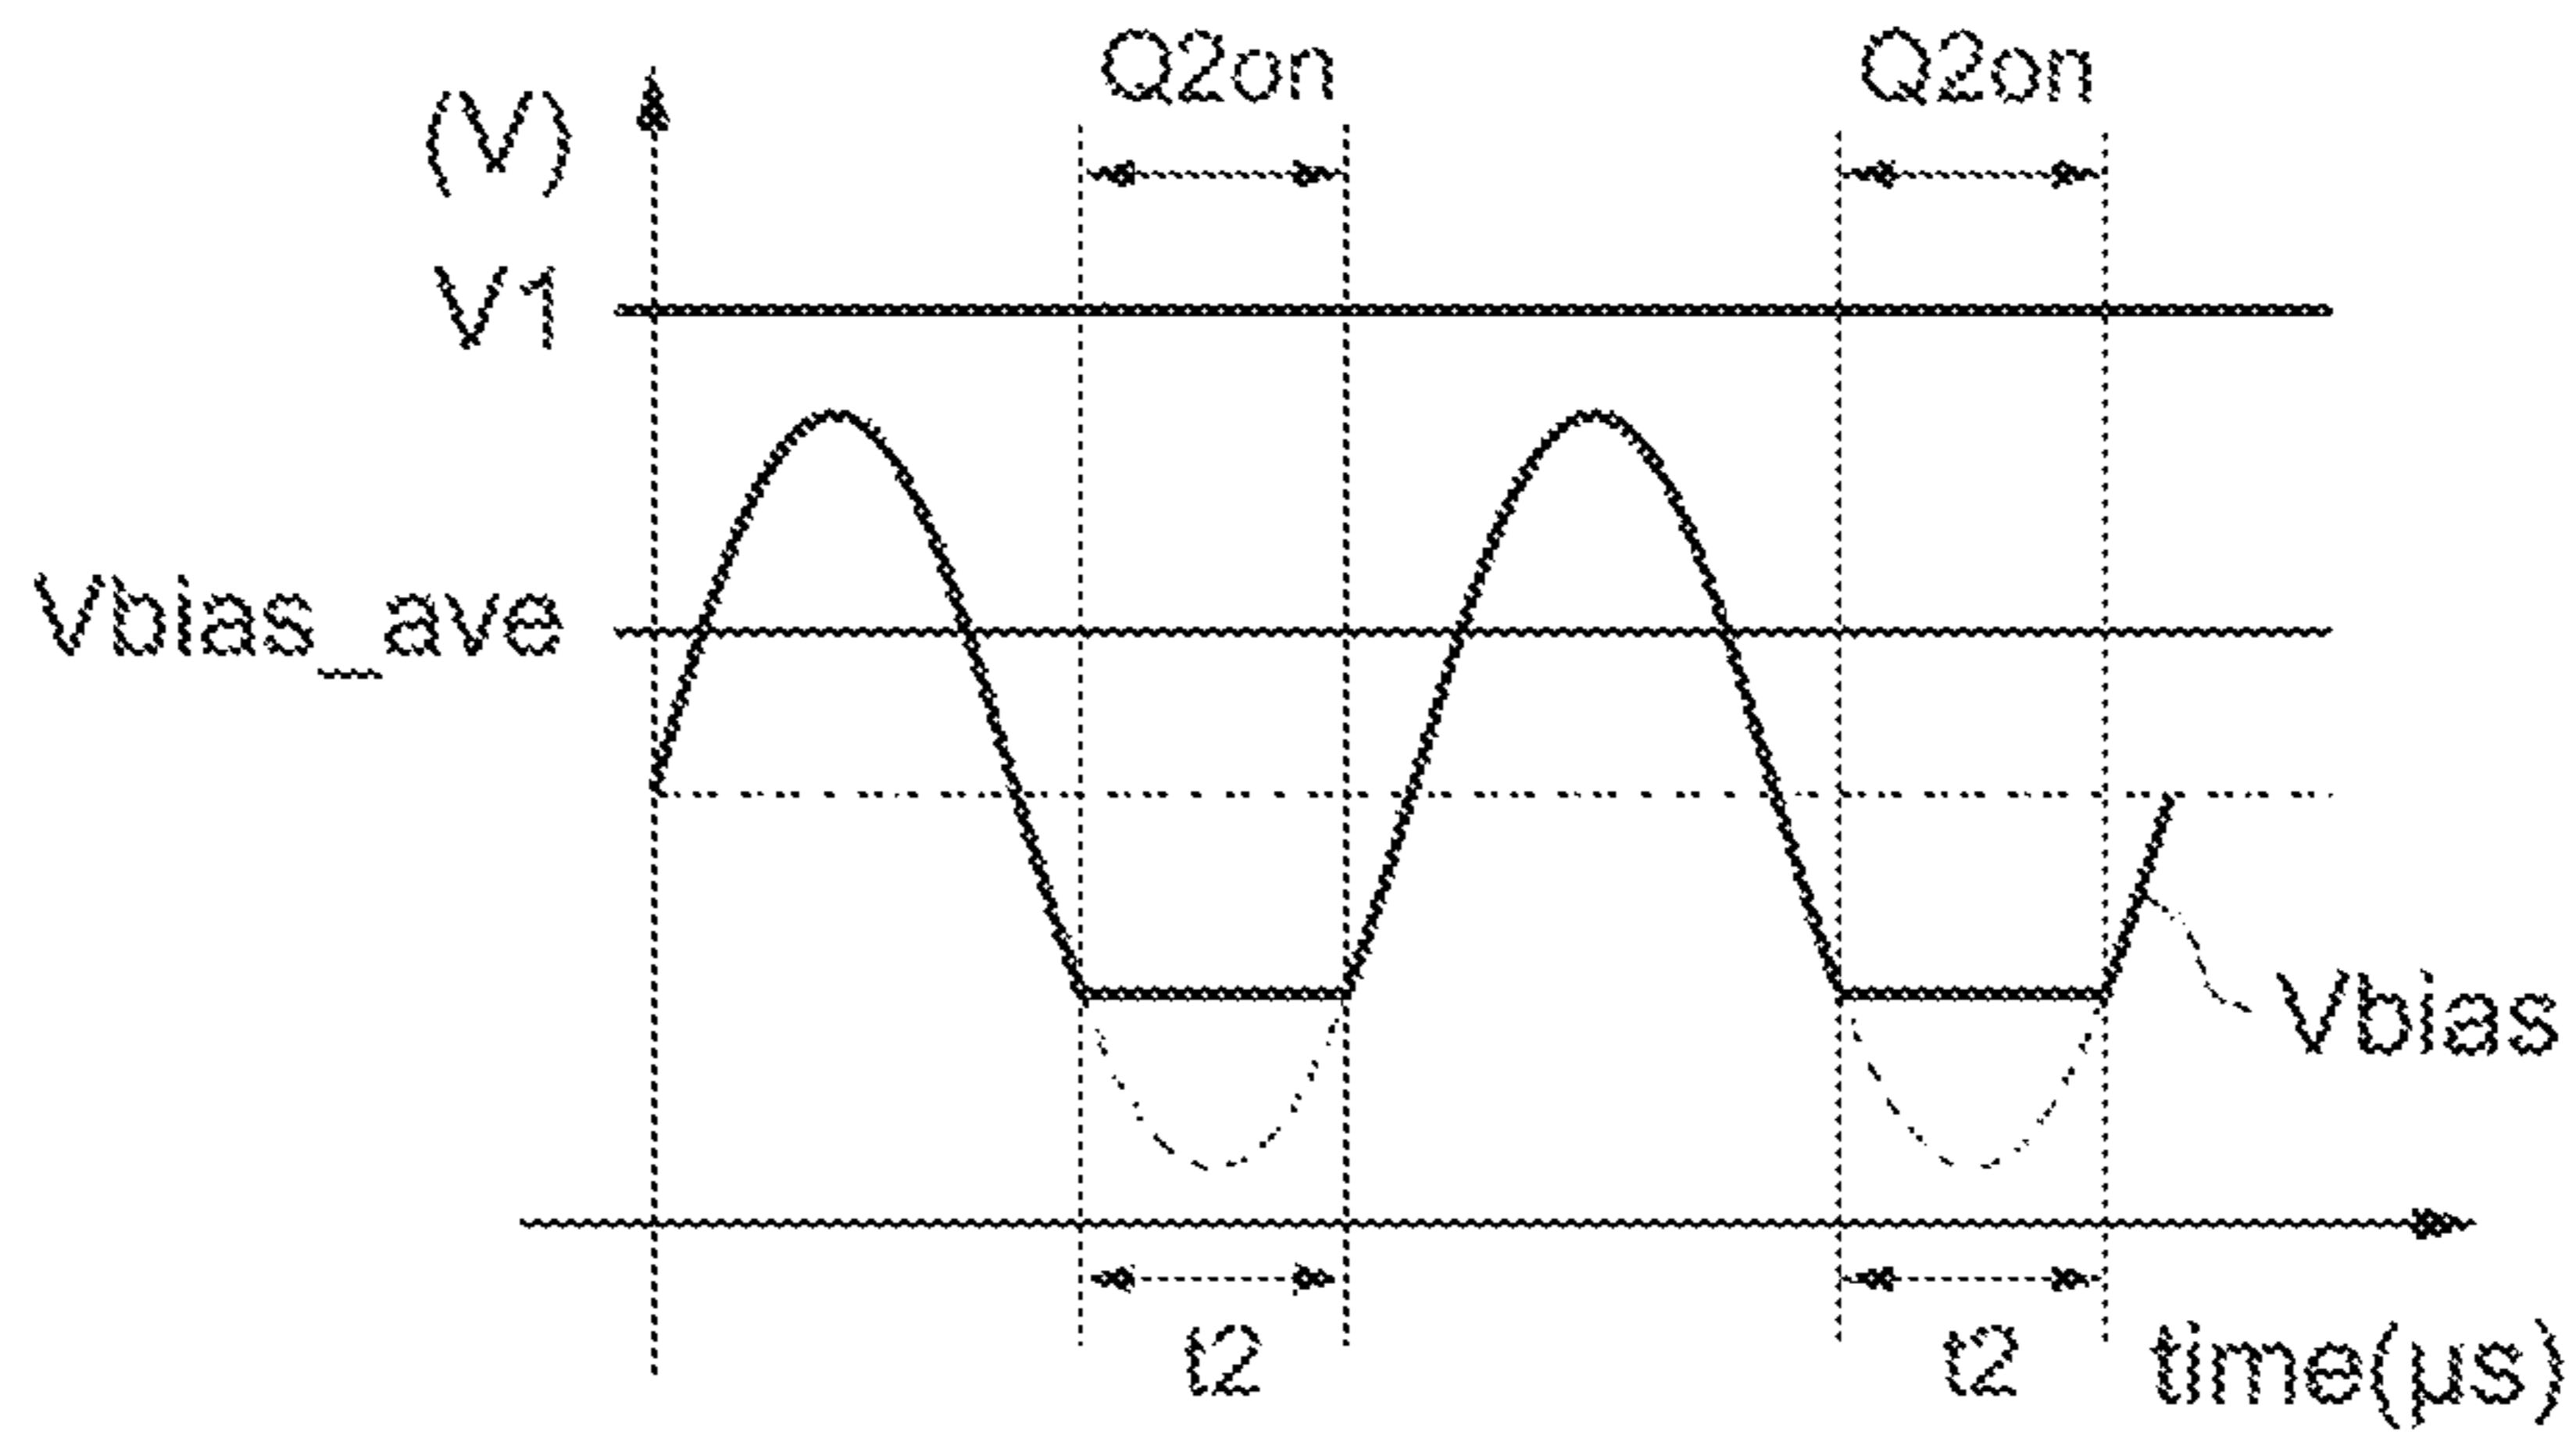 Q2on Q2on
(V)
V1
Vbias_ave
Vbias
t2 t2 time(μs)